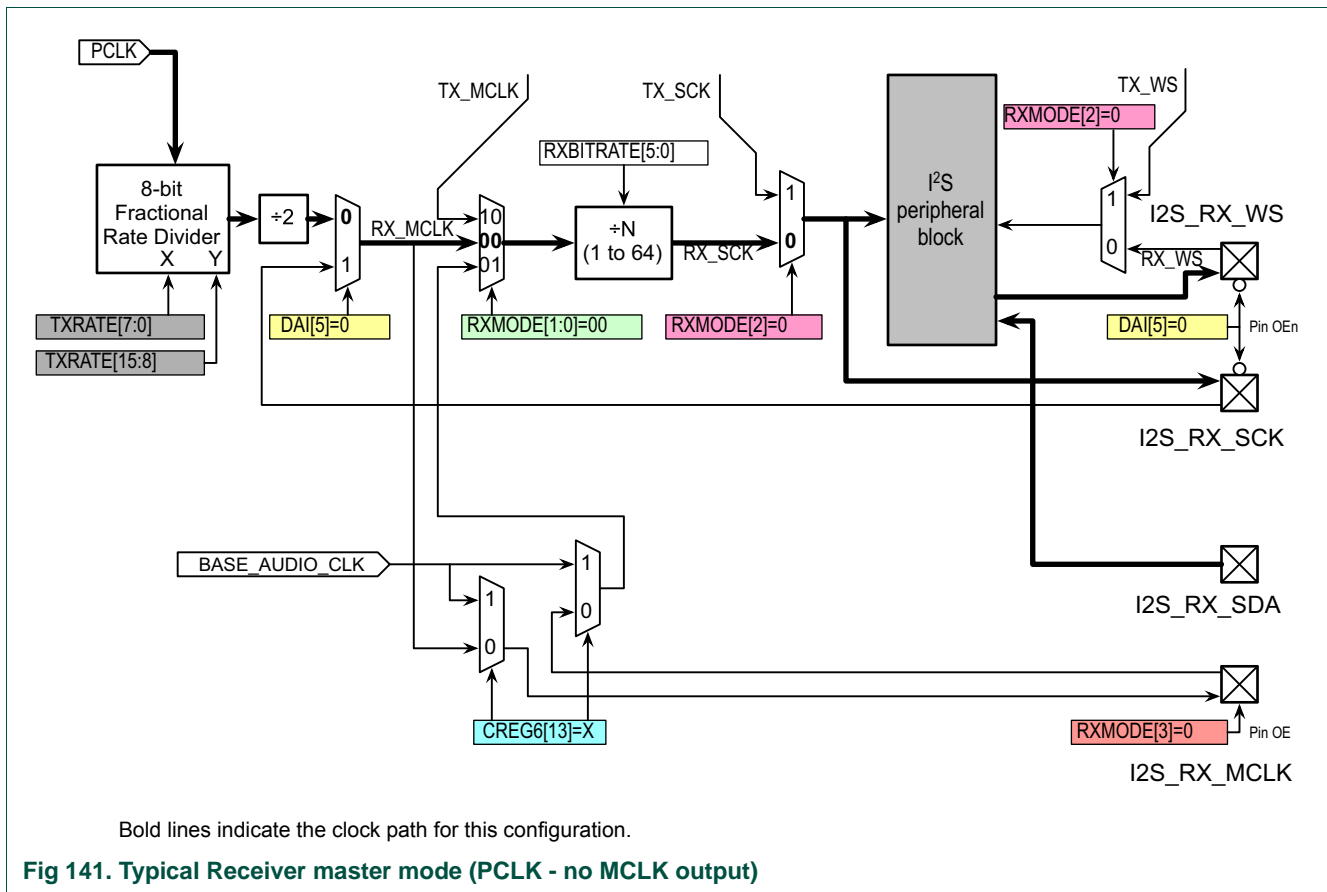 PCLK
TX_MCLK
TX_SCK
TX_WS
RXMODE[2]=0
RXBITRATE[5:0]
8-bit
Fractional
Rate Divider
X Y
÷2
0
1
RX_MCLK
10
00
01
÷N
(1 to 64)
RX_SCK
1
0
I²S
peripheral
block
1
0
I2S_RX_WS
RX_WS
TXRATE[7:0]
TXRATE[15:8]
DAI[5]=0
RXMODE[1:0]=00
RXMODE[2]=0
DAI[5]=0
Pin OEn
I2S_RX_SCK
BASE_AUDIO_CLK
1
0
1
0
I2S_RX_SDA
CREG6[13]=X
RXMODE[3]=0
Pin OE
I2S_RX_MCLK
Bold lines indicate the clock path for this configuration.
Fig 141. Typical Receiver master mode (PCLK - no MCLK output)